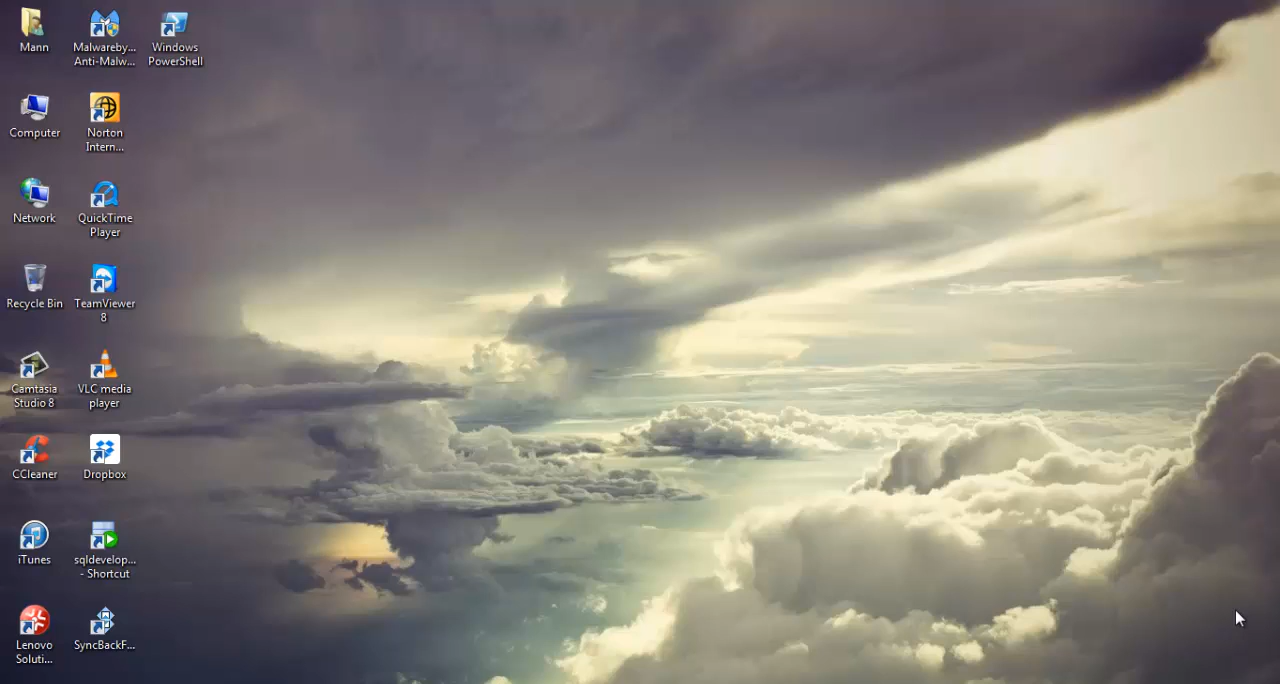 Mann
Malwareby...
Anti-Malw...
Windows
PowerShell
Computer
Norton
Intern...
Network
QuickTime
Player
Recycle Bin
TeamViewer
8
Camtasia
Studio 8
VLC media
player
CCleaner
Dropbox
iTunes
sqldevelop...
- Shortcut
Lenovo
Soluti...
SyncBackF...